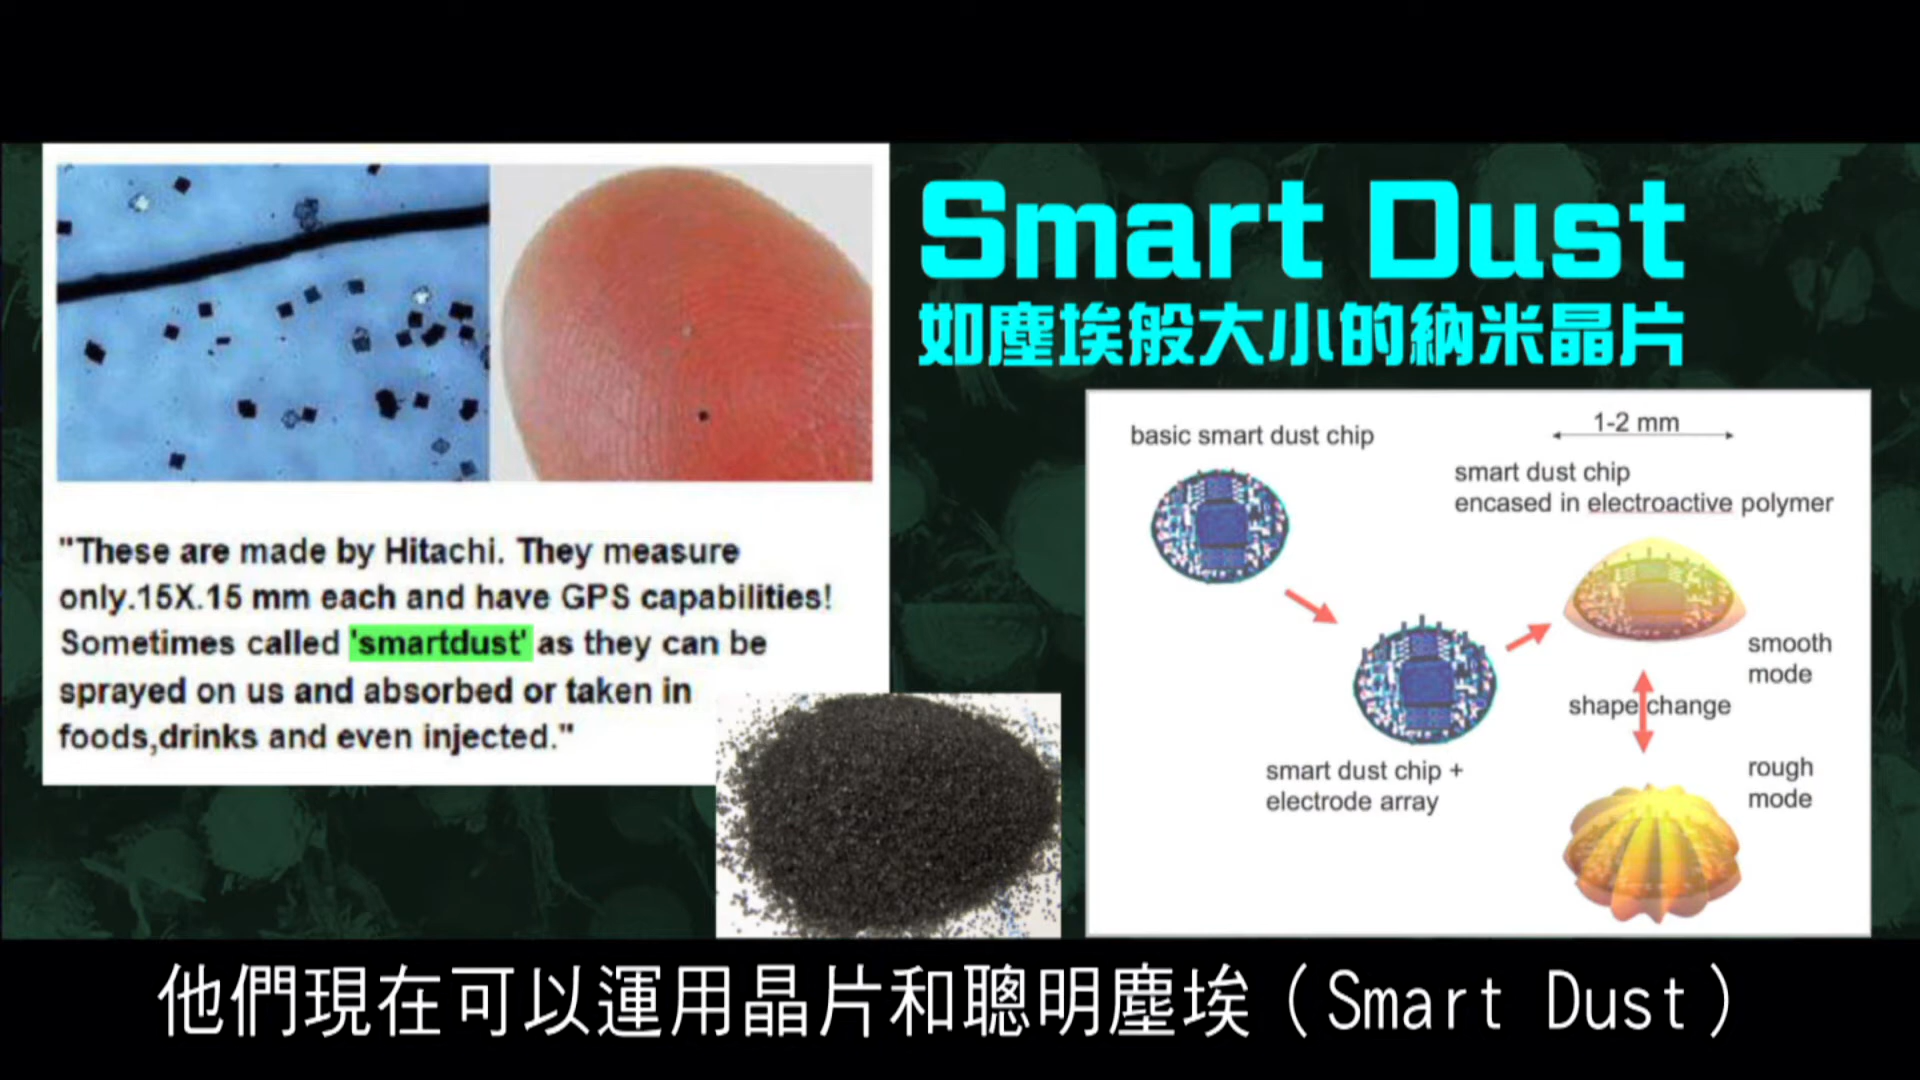 Smart Dust
如塵埃般大小的納米晶片
"These are made by Hitachi. They measure
only.15X.15 mm each and have GPS capabilities!
Sometimes called 'smartdust' as they can be
sprayed on us and absorbed or taken in
foods,drinks and even injected."
basic smart dust chip
1-2 mm
smart dust chip
encased in electroactive polymer
smooth
mode
shape change
rough
mode
smart dust chip +
electrode array
他們現在可以運用晶片和聰明塵埃（Smart Dust）